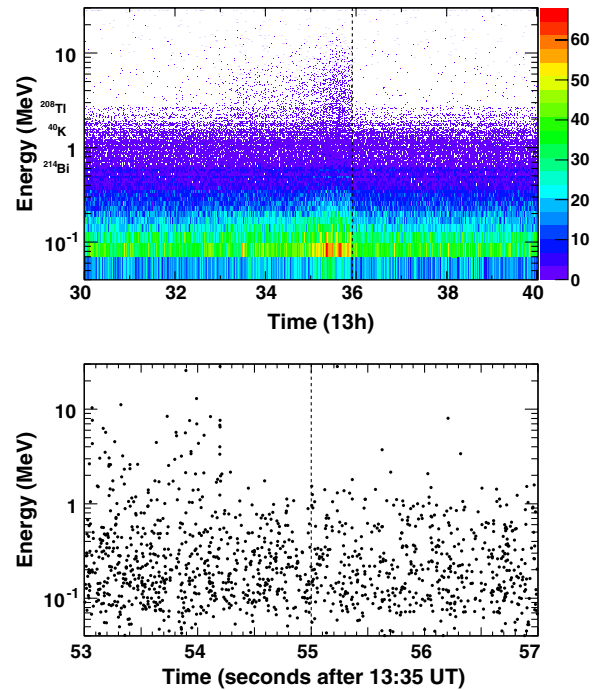 10
²⁰⁸Tl
⁴⁰K
1
²¹⁴Bi
10⁻¹
Energy (MeV)
30 32 34 36 38 40
Time (13h)
60
50
40
30
20
10
0
10
1
10⁻¹
Energy (MeV)
53 54 55 56 57
Time (seconds after 13:35 UT)